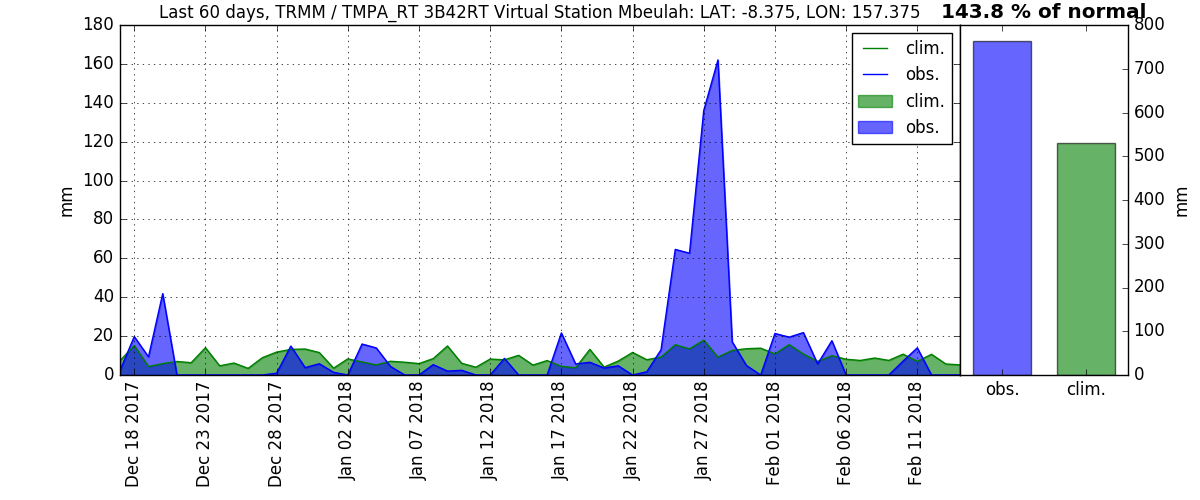 Last 60 days, TRMM / TMPA_RT 3B42RT Virtual Station Mbeulah: LAT: -8.375, LON: 157.375
143.8 % of normal
180
160
140
120
100
80
60
40
20
0
mm
clim.
obs.
clim.
obs.
Dec 18 2017
Dec 23 2017
Dec 28 2017
Jan 02 2018
Jan 07 2018
Jan 12 2018
Jan 17 2018
Jan 22 2018
Jan 27 2018
Feb 01 2018
Feb 06 2018
Feb 11 2018
800
700
600
500
400
300
200
100
0
mm
obs.
clim.